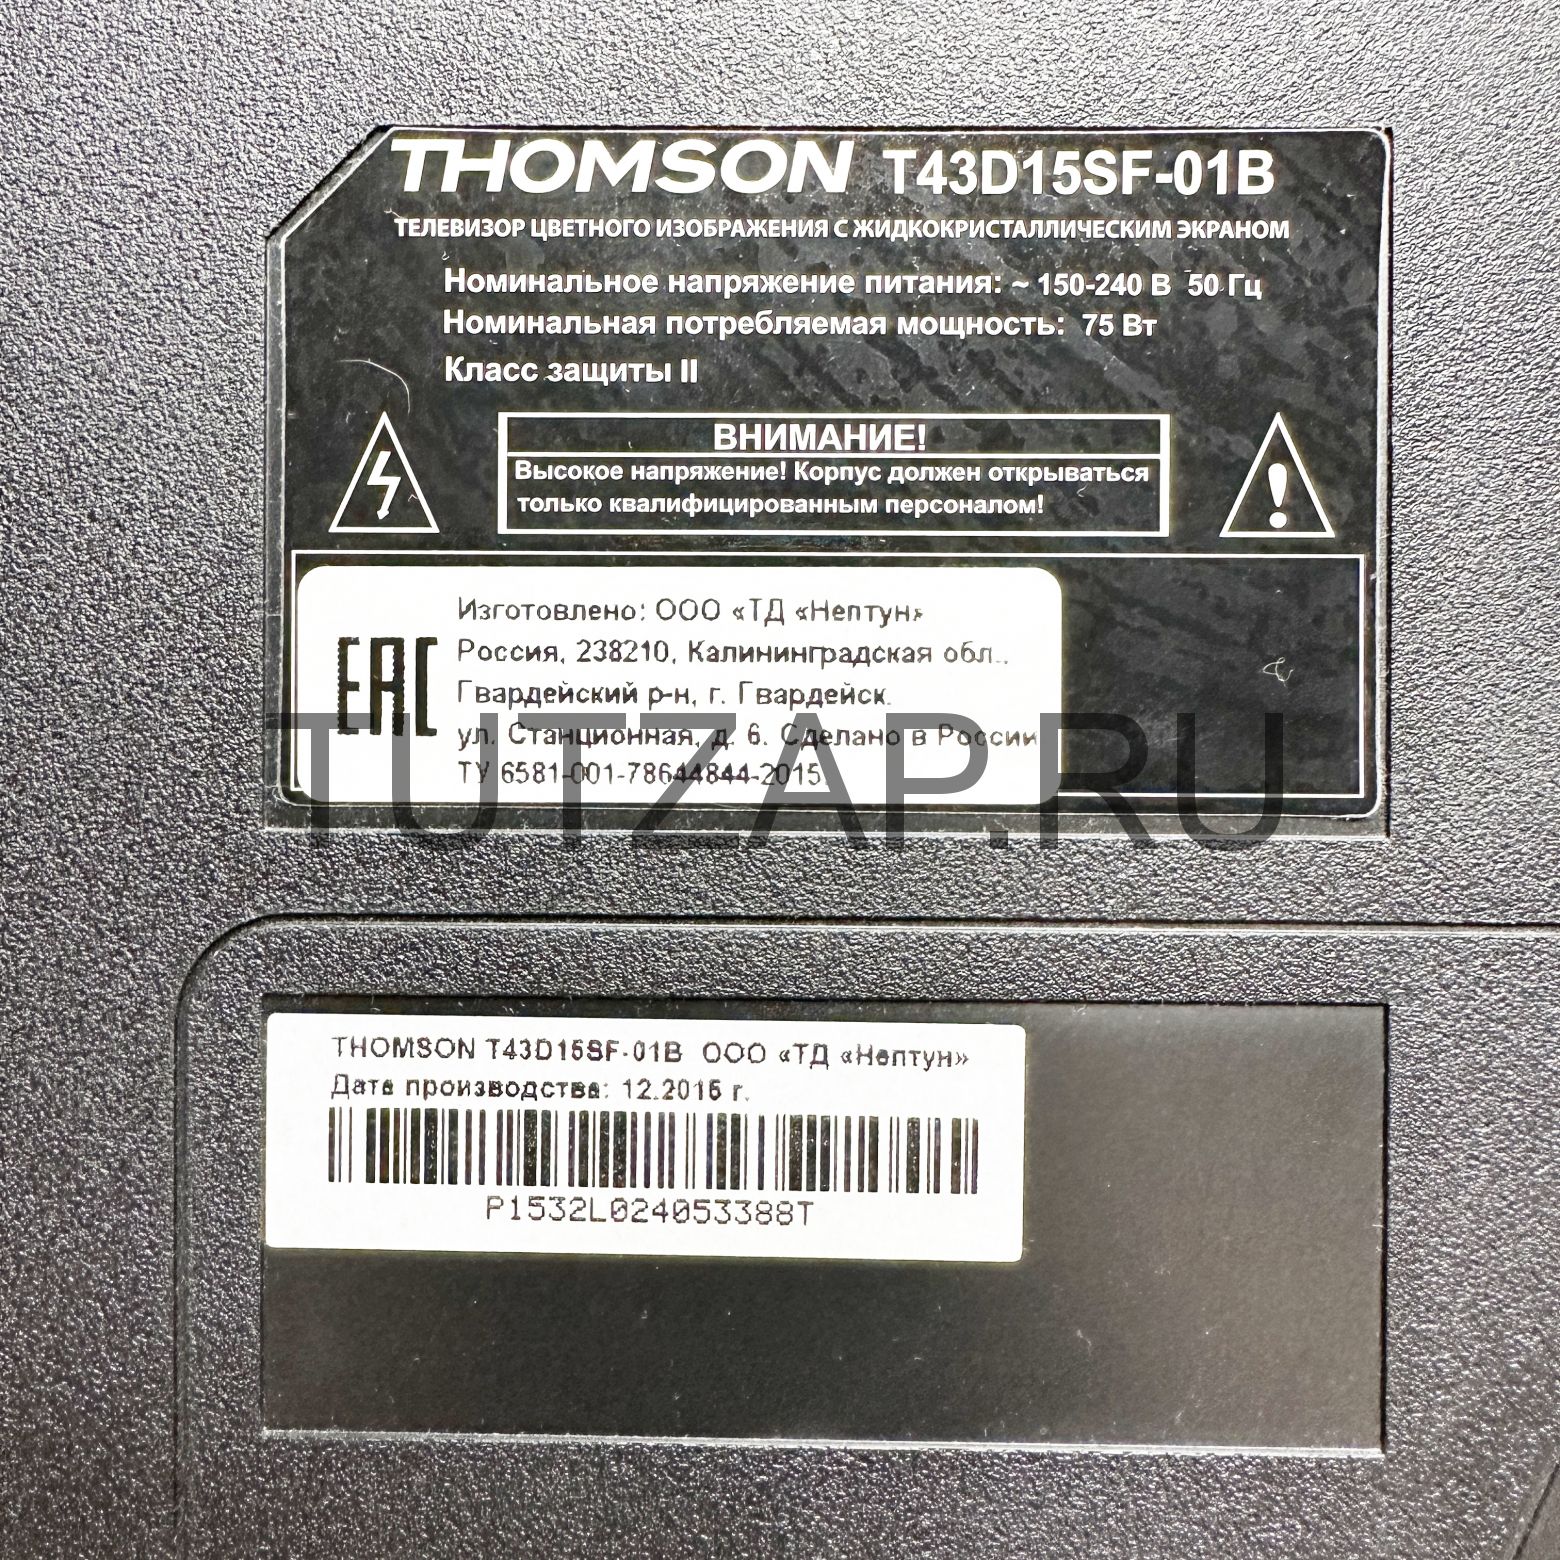 THOMSON T43D15SF-01B
ТЕЛЕВИЗОР ЦВЕТНОГО ИЗОБРАЖЕНИЯ С ЖИДКОКРИСТАЛЛИЧЕСКИМ ЭКРАНОМ
Номинальное напряжение питания: ~ 150-240 В 50 Гц
Номинальная потребляемая мощность: 75 Вт
Класс защиты II
ВНИМАНИЕ!
Высокое напряжение! Корпус должен открываться
только квалифицированным персоналом!
EAC
Изготовлено: ООО «ТД «Нептун»
Россия, 238210, Калининградская обл.,
Гвардейский р-н, г. Гвардейск.
ул. Станционная, д. 6. Сделано в России
ТУ 6581-001-78644844-2015
TUTZAP.RU
THOMSON T43D15SF-01B ООО «ТД «Нептун»
Дата производства: 12.2015 г.
P1532L024053388T